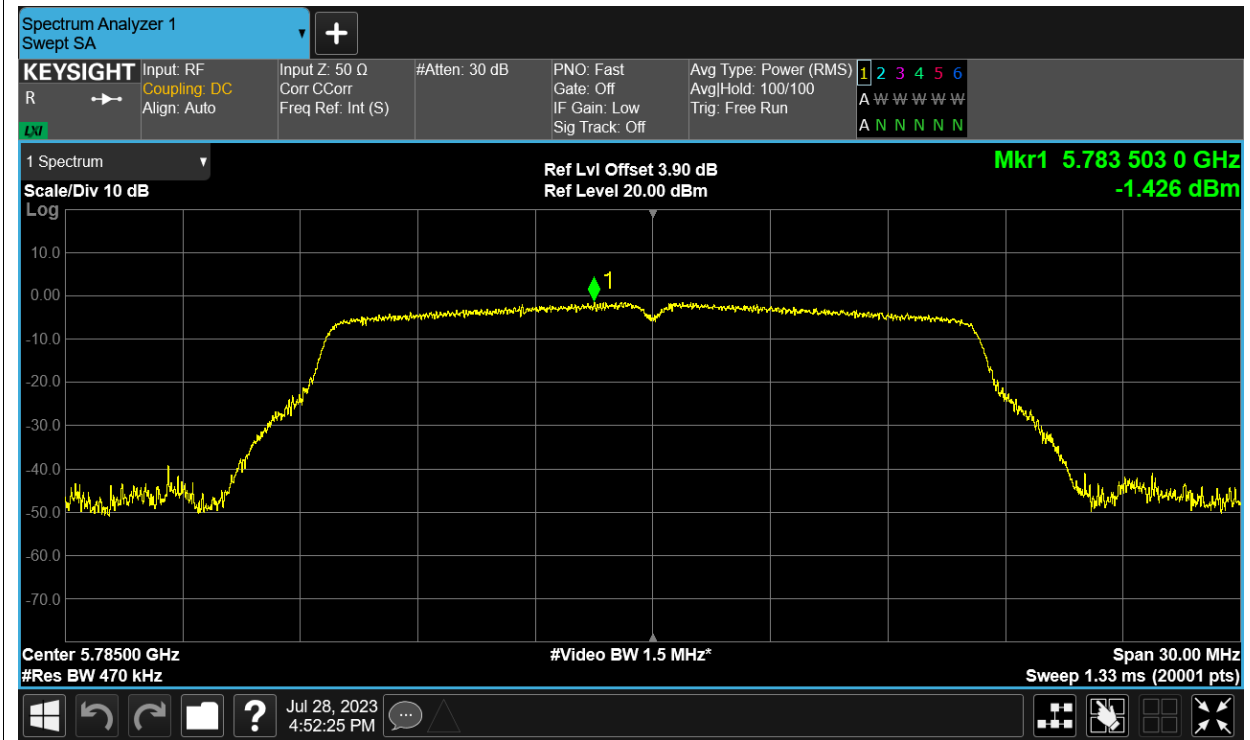 Spectrum Analyzer 1
Swept SA
KEYSIGHT
R
LXI
Input: RF
Coupling: DC
Align: Auto
Input Z: 50 Ω
Corr CCorr
Freq Ref: Int (S)
#Atten: 30 dB
PNO: Fast
Gate: Off
IF Gain: Low
Sig Track: Off
Avg Type: Power (RMS)
Avg|Hold: 100/100
Trig: Free Run
1 2 3 4 5 6
A W W W W W
A N N N N N
1 Spectrum
Scale/Div 10 dB
Log
Ref Lvl Offset 3.90 dB
Ref Level 20.00 dBm
Mkr1 5.783 503 0 GHz
-1.426 dBm
10.0
0.00
-10.0
-20.0
-30.0
-40.0
-50.0
-60.0
-70.0
1
Center 5.78500 GHz
#Res BW 470 kHz
#Video BW 1.5 MHz*
Span 30.00 MHz
Sweep 1.33 ms (20001 pts)
?
Jul 28, 2023
4:52:25 PM